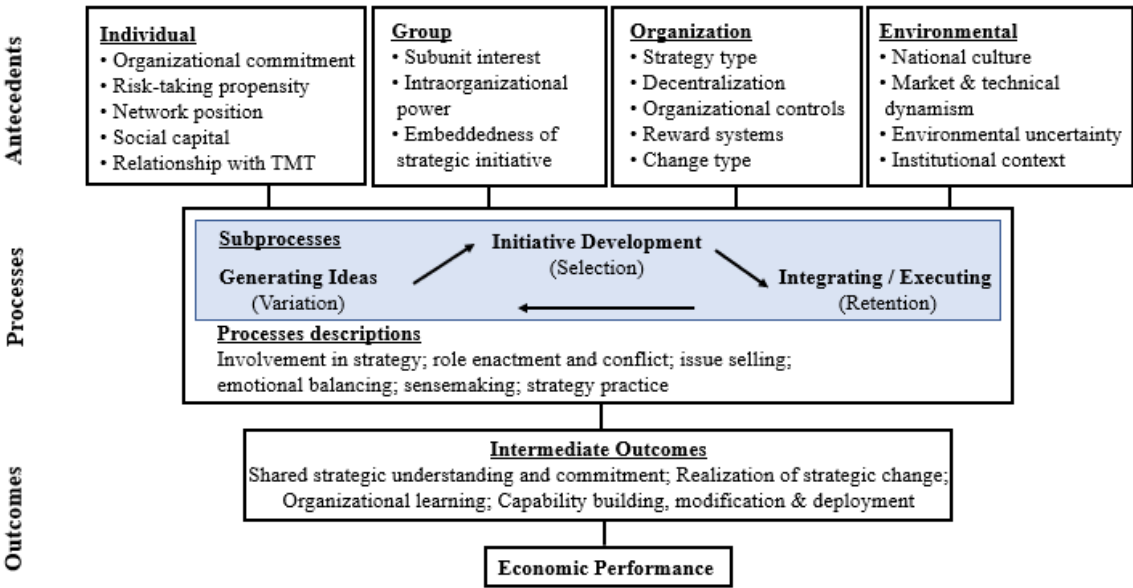 Antecedents
Individual
• Organizational commitment
• Risk-taking propensity
• Network position
• Social capital
• Relationship with TMT
Group
• Subunit interest
• Intraorganizational
power
• Embeddedness of
strategic initiative
Organization
• Strategy type
• Decentralization
• Organizational controls
• Reward systems
• Change type
Environmental
• National culture
• Market & technical
dynamism
• Environmental uncertainty
• Institutional context
Processes
Subprocesses
Generating Ideas
(Variation)
Initiative Development
(Selection)
Integrating / Executing
(Retention)
Processes descriptions
Involvement in strategy; role enactment and conflict; issue selling;
emotional balancing; sensemaking; strategy practice
Outcomes
Intermediate Outcomes
Shared strategic understanding and commitment; Realization of strategic change;
Organizational learning; Capability building, modification & deployment
Economic Performance